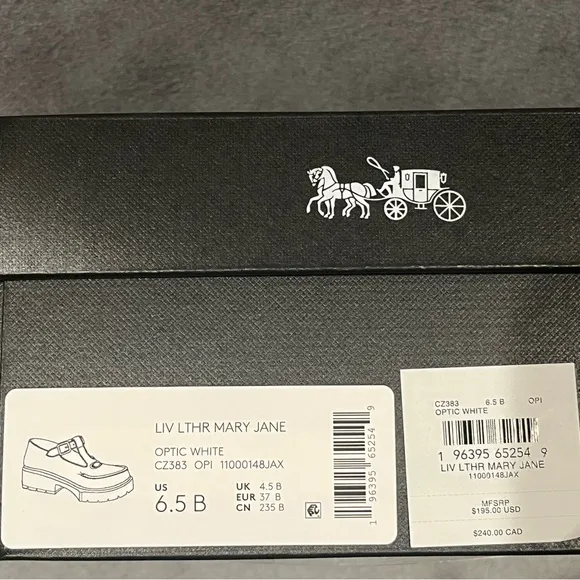 LIV LTHR MARY JANE
OPTIC WHITE
CZ383 OPI 11000148JAX
US UK 4.5 B
6.5 B EUR 37 B
CN 235 B
1 96395 65254 9
CZ383 6.5 B OPI
OPTIC WHITE
1 96395 65254 9
LIV LTHR MARY JANE
11000148JAX
MFSRP
$195.00 USD
$240.00 CAD